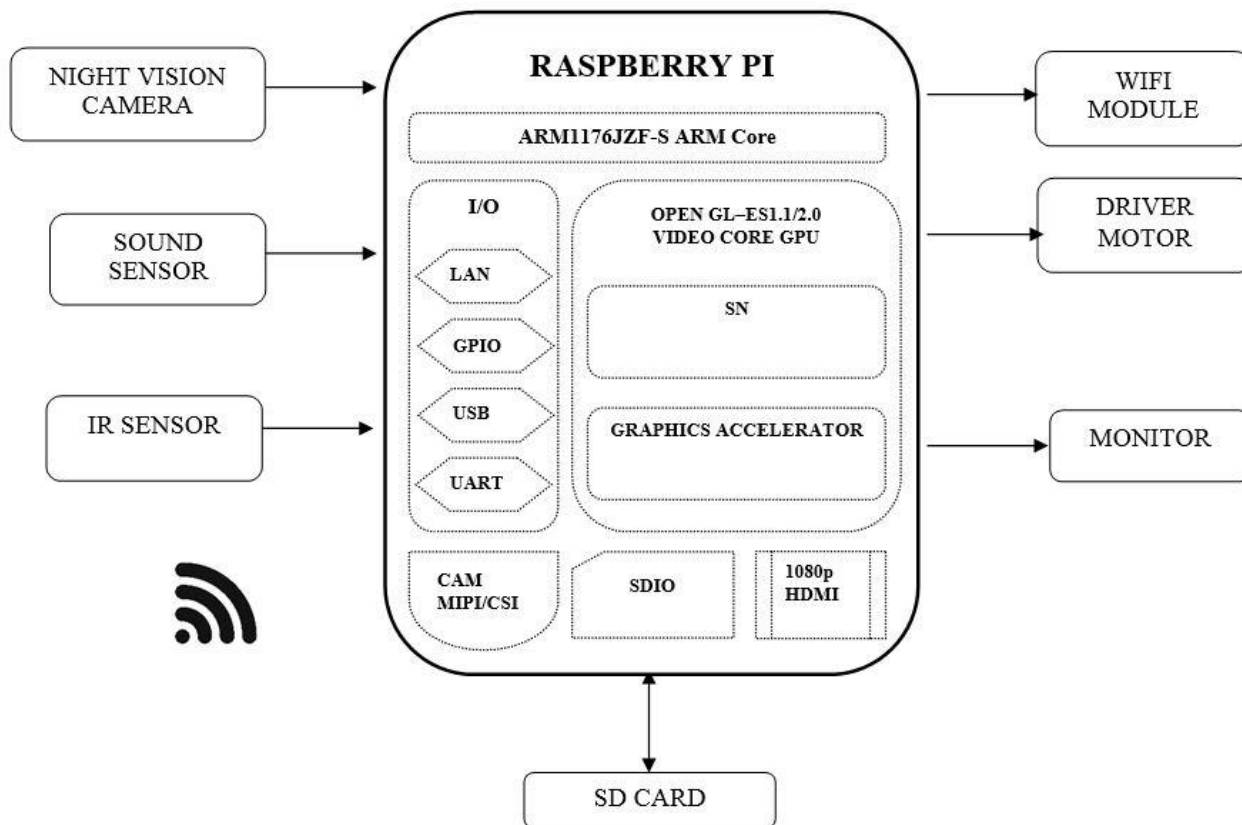 NIGHT VISION
CAMERA
SOUND
SENSOR
IR SENSOR
RASPBERRY PI
ARM1176JZF-S ARM Core
I/O
LAN
GPIO
USB
UART
OPEN GL–ES1.1/2.0
VIDEO CORE GPU
SN
GRAPHICS ACCELERATOR
CAM
MIPI/CSI
SDIO
1080p
HDMI
WIFI
MODULE
DRIVER
MOTOR
MONITOR
SD CARD